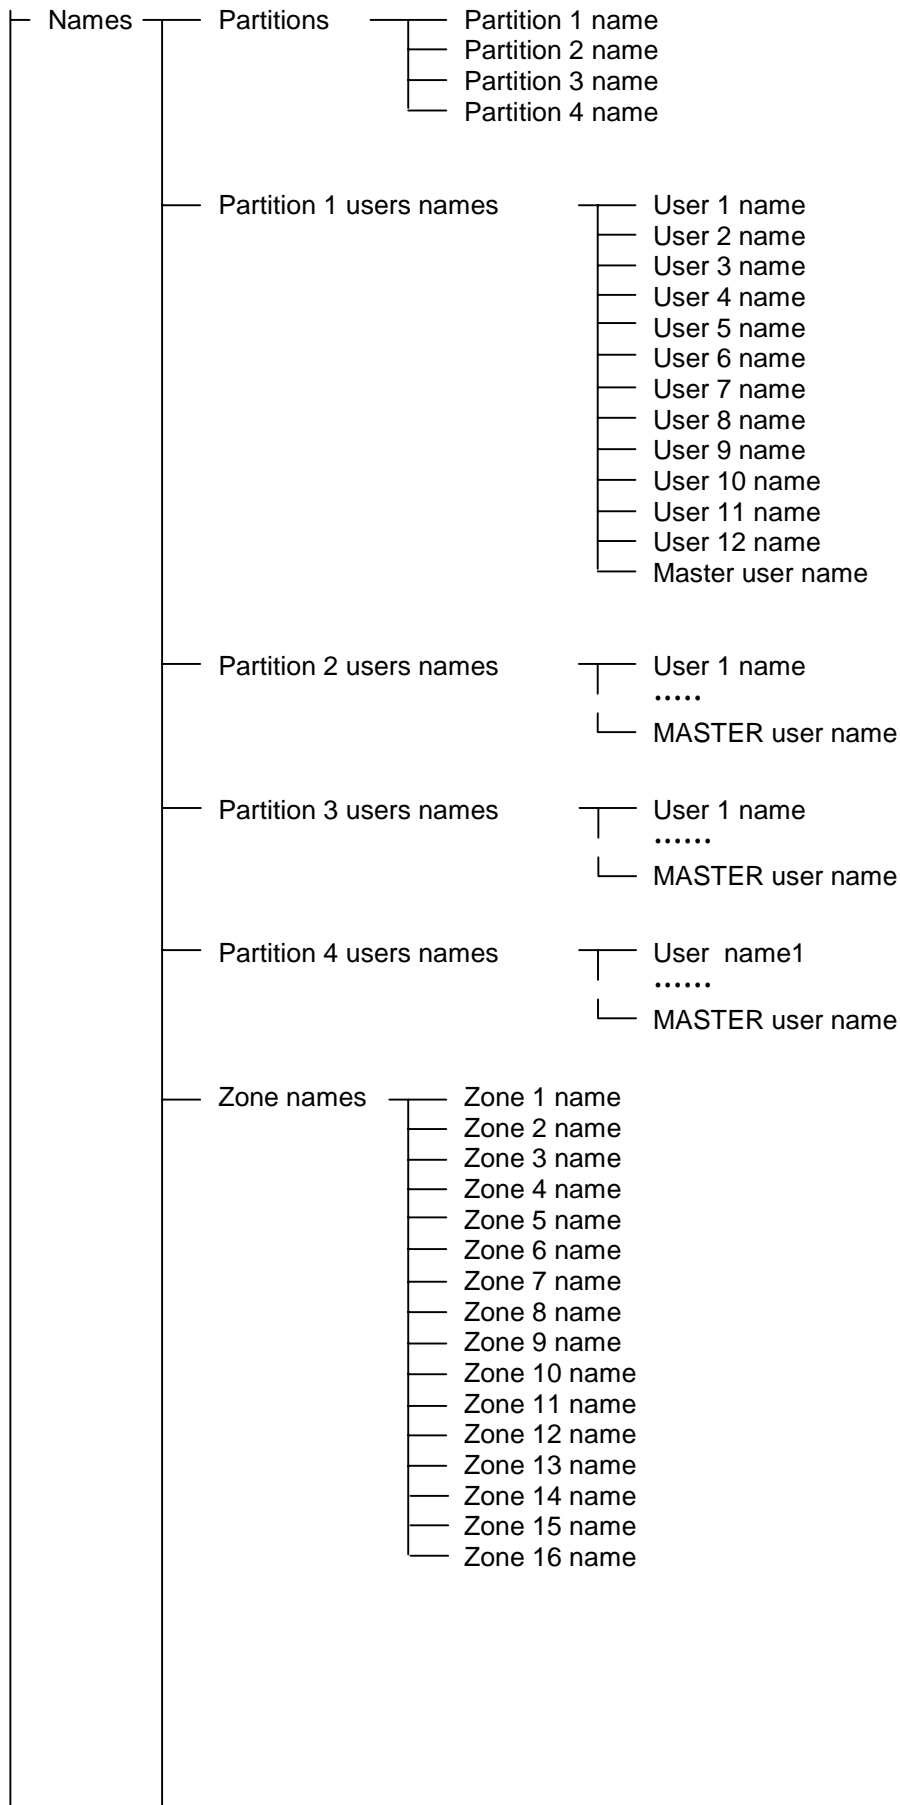 Names Partitions Partition 1 name
Partition 2 name
Partition 3 name
Partition 4 name
Partition 1 users names User 1 name
User 2 name
User 3 name
User 4 name
User 5 name
User 6 name
User 7 name
User 8 name
User 9 name
User 10 name
User 11 name
User 12 name
Master user name
Partition 2 users names User 1 name
.....
MASTER user name
Partition 3 users names User 1 name
......
MASTER user name
Partition 4 users names User  name1
......
MASTER user name
Zone names Zone 1 name
Zone 2 name
Zone 3 name
Zone 4 name
Zone 5 name
Zone 6 name
Zone 7 name
Zone 8 name
Zone 9 name
Zone 10 name
Zone 11 name
Zone 12 name
Zone 13 name
Zone 14 name
Zone 15 name
Zone 16 name